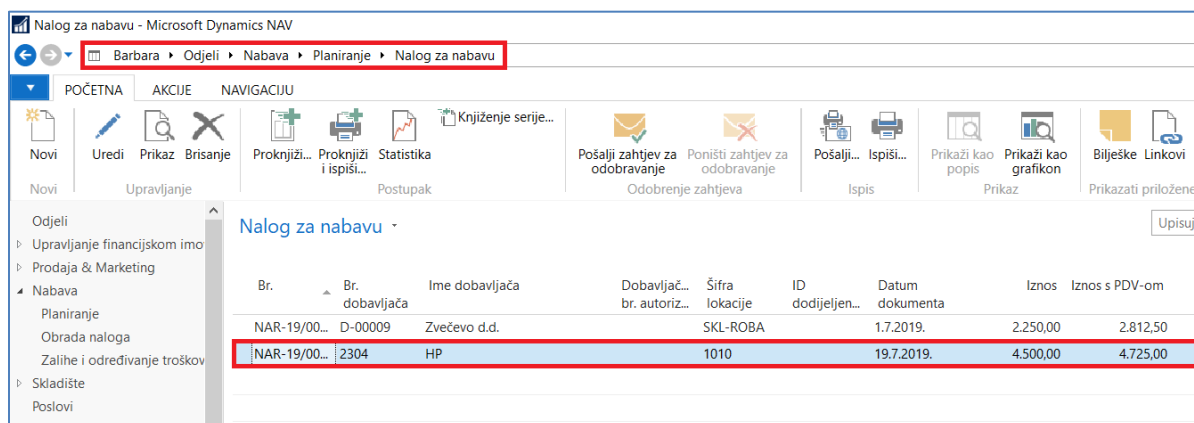 Nalog za nabavu - Microsoft Dynamics NAV
Barbara Odjeli Nabava Planiranje Nalog za nabavu
POČETNA AKCIJE NAVIGACIJU
Knjiženje serije...
Novi Uredi Prikaz Brisanje Proknjiži... Proknjiži i ispiši... Statistika Pošalji zahtjev za odobravanje Poništi zahtjev za odobravanje Pošalji... Ispiši... Prikaži kao popis Prikaži kao grafikon Bilješke Linkovi
Novi Upravljanje Postupak Odobrenje zahtjeva Ispis Prikaz Prikazati priložene
Odjeli
Upravljanje financijskom imo
Prodaja & Marketing
Nabava
Planiranje
Obrada naloga
Zalihe i određivanje troškov
Skladište
Poslovi
Nalog za nabavu
Upisuj
Br. Br. dobavljača Ime dobavljača Dobavljač... br. autoriz... Šifra lokacije ID dodijeljen... Datum dokumenta Iznos Iznos s PDV-om
NAR-19/00... D-00009 Zvečevo d.d. SKL-ROBA 1.7.2019. 2.250,00 2.812,50
NAR-19/00... 2304 HP 1010 19.7.2019. 4.500,00 4.725,00